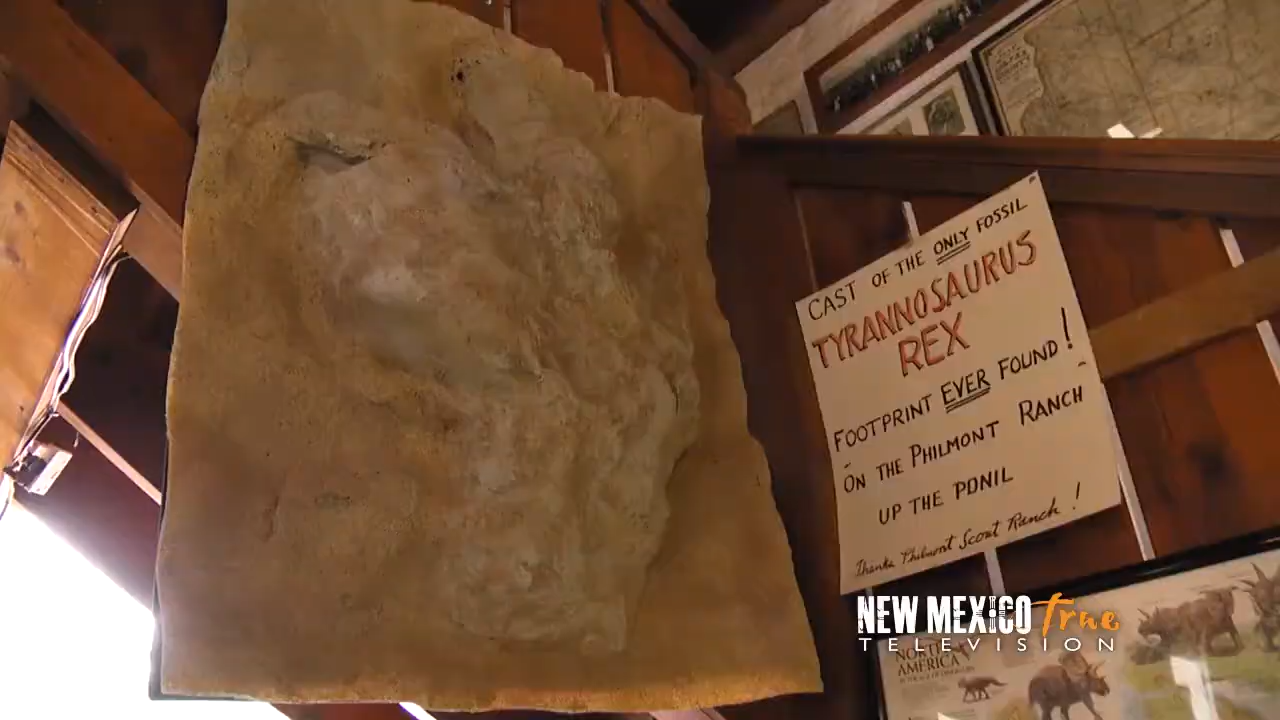 CAST OF THE ONLY FOSSIL
TYRANNOSAURUS
REX
FOOTPRINT EVER FOUND!
ON THE PHILMONT RANCH
UP THE PONIL
Thanks Philmont Scout Ranch!
NEW MEXICO True
TELEVISION
NORTH
AMERICA